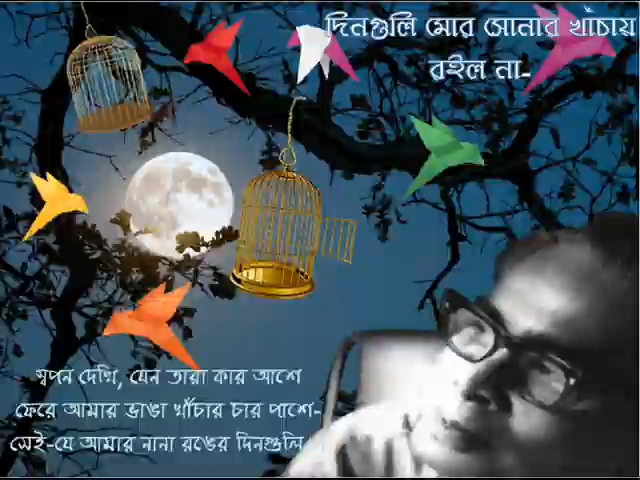 দিনগুলি মোর সোনার খাঁচায়
রইল না-
স্বপন দেখি, যেন তারা কার আশে
ফেরে আমার ভাঙা খাঁচার চার পাশে-
সেই-যে আমার নানা রঙের দিনগুলি